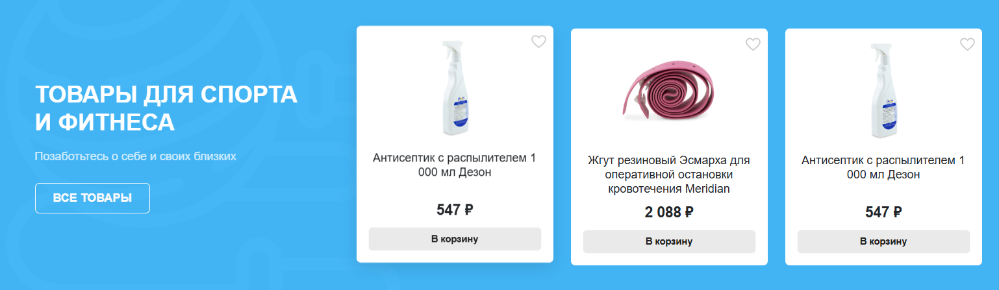 ТОВАРЫ ДЛЯ СПОРТА
И ФИТНЕСА
Позаботьтесь о себе и своих близких
ВСЕ ТОВАРЫ
Антисептик с распылителем 1
000 мл Дезон
547 ₽
В корзину
Жгут резиновый Эсмарха для
оперативной остановки
кровотечения Meridian
2 088 ₽
В корзину
Антисептик с распылителем 1
000 мл Дезон
547 ₽
В корзину